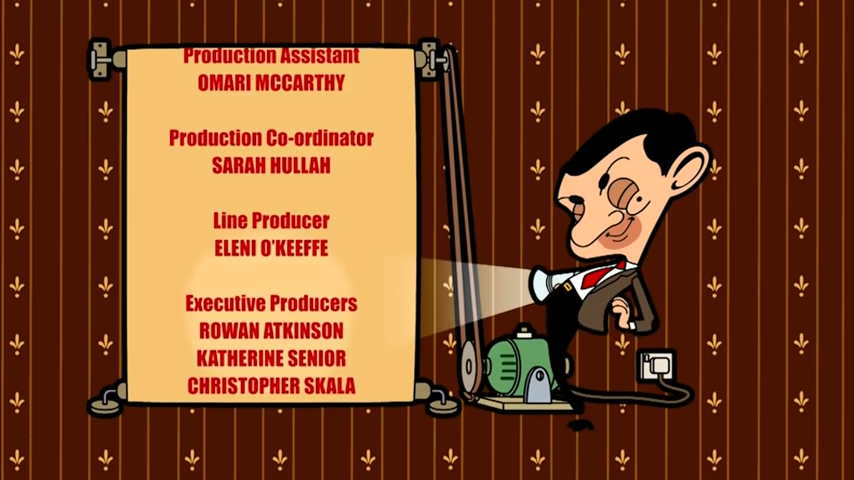 Production Assistant
OMARI MCCARTHY
Production Co-ordinator
SARAH HULLAH
Line Producer
ELENI O'KEEFFE
Executive Producers
ROWAN ATKINSON
KATHERINE SENIOR
CHRISTOPHER SKALA